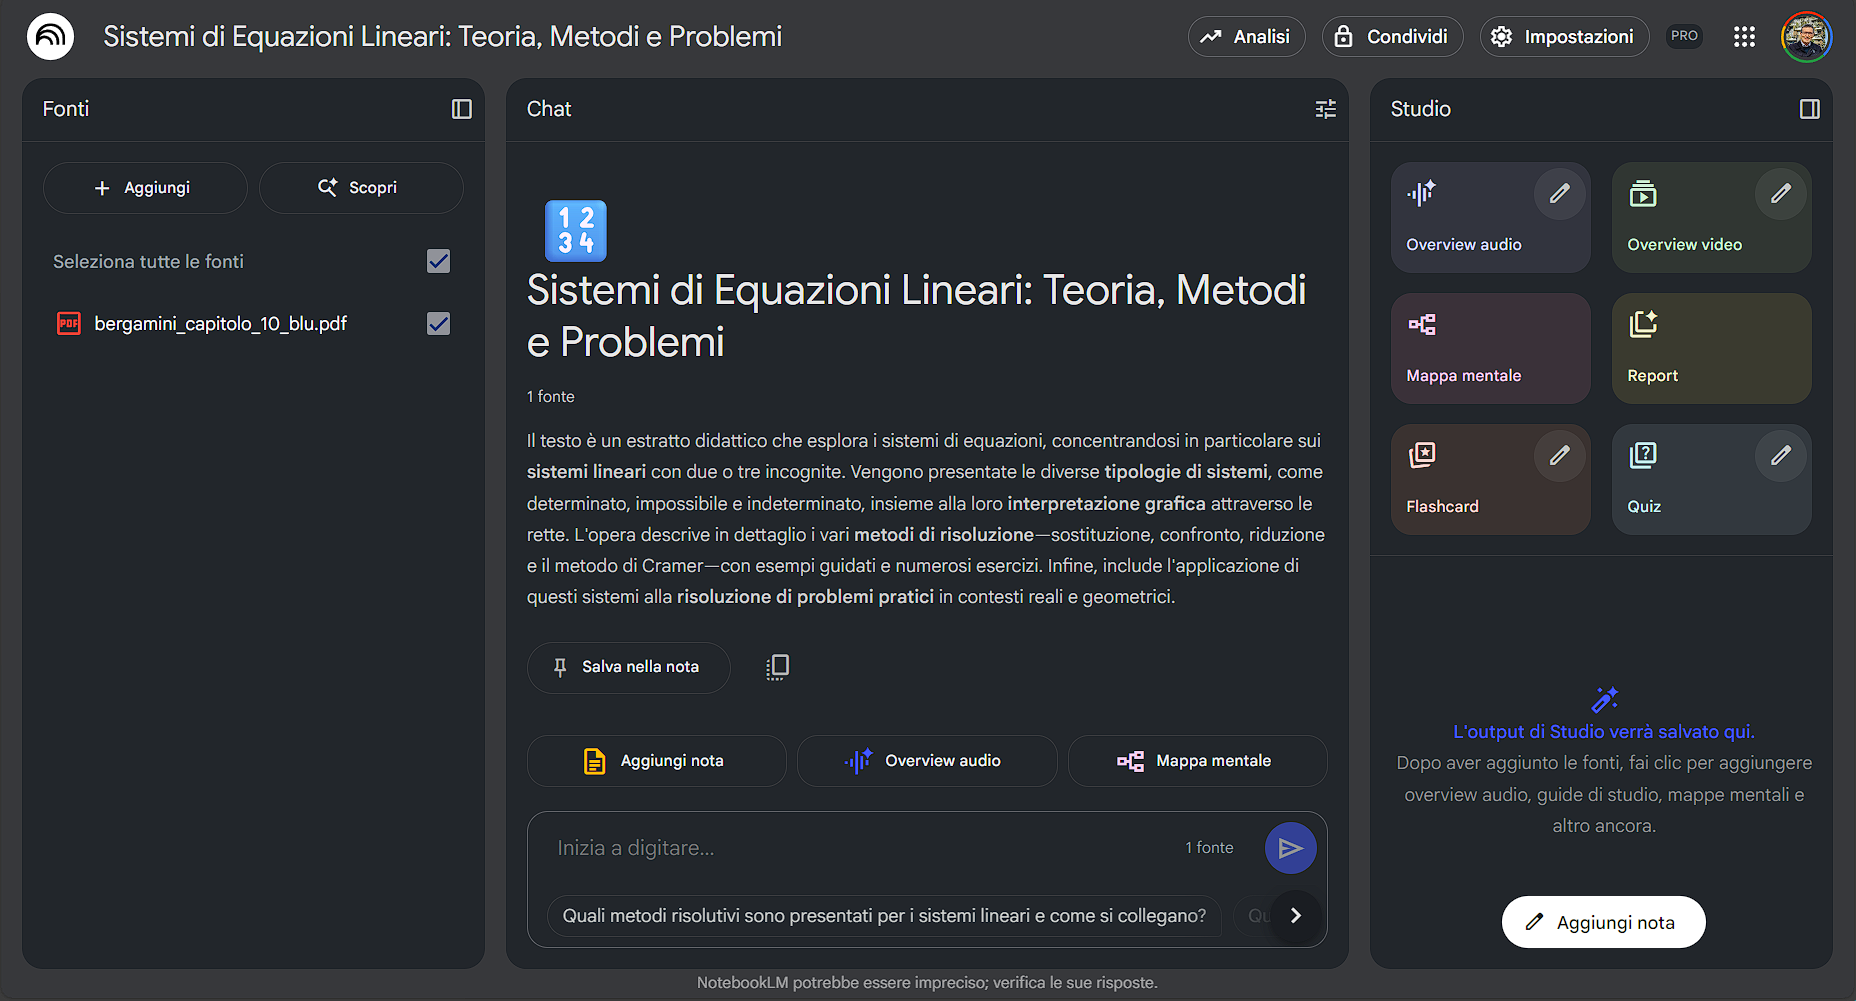 Sistemi di Equazioni Lineari: Teoria, Metodi e Problemi
Analisi
Condividi
Impostazioni
PRO
Fonti
Aggiungi
Scopri
Seleziona tutte le fonti
PDF
bergamini_capitolo_10_blu.pdf
Chat
1 2
3 4
Sistemi di Equazioni Lineari: Teoria, Metodi
e Problemi
1 fonte
Il testo è un estratto didattico che esplora i sistemi di equazioni, concentrandosi in particolare sui
sistemi lineari con due o tre incognite. Vengono presentate le diverse tipologie di sistemi, come
determinato, impossibile e indeterminato, insieme alla loro interpretazione grafica attraverso le
rette. L'opera descrive in dettaglio i vari metodi di risoluzione—sostituzione, confronto, riduzione
e il metodo di Cramer—con esempi guidati e numerosi esercizi. Infine, include l'applicazione di
questi sistemi alla risoluzione di problemi pratici in contesti reali e geometrici.
Salva nella nota
Aggiungi nota
Overview audio
Mappa mentale
Inizia a digitare...
1 fonte
Quali metodi risolutivi sono presentati per i sistemi lineari e come si collegano?
Qu
Studio
Overview audio
Overview video
Mappa mentale
Report
Flashcard
Quiz
L'output di Studio verrà salvato qui.
Dopo aver aggiunto le fonti, fai clic per aggiungere
overview audio, guide di studio, mappe mentali e
altro ancora.
Aggiungi nota
NotebookLM potrebbe essere impreciso; verifica le sue risposte.